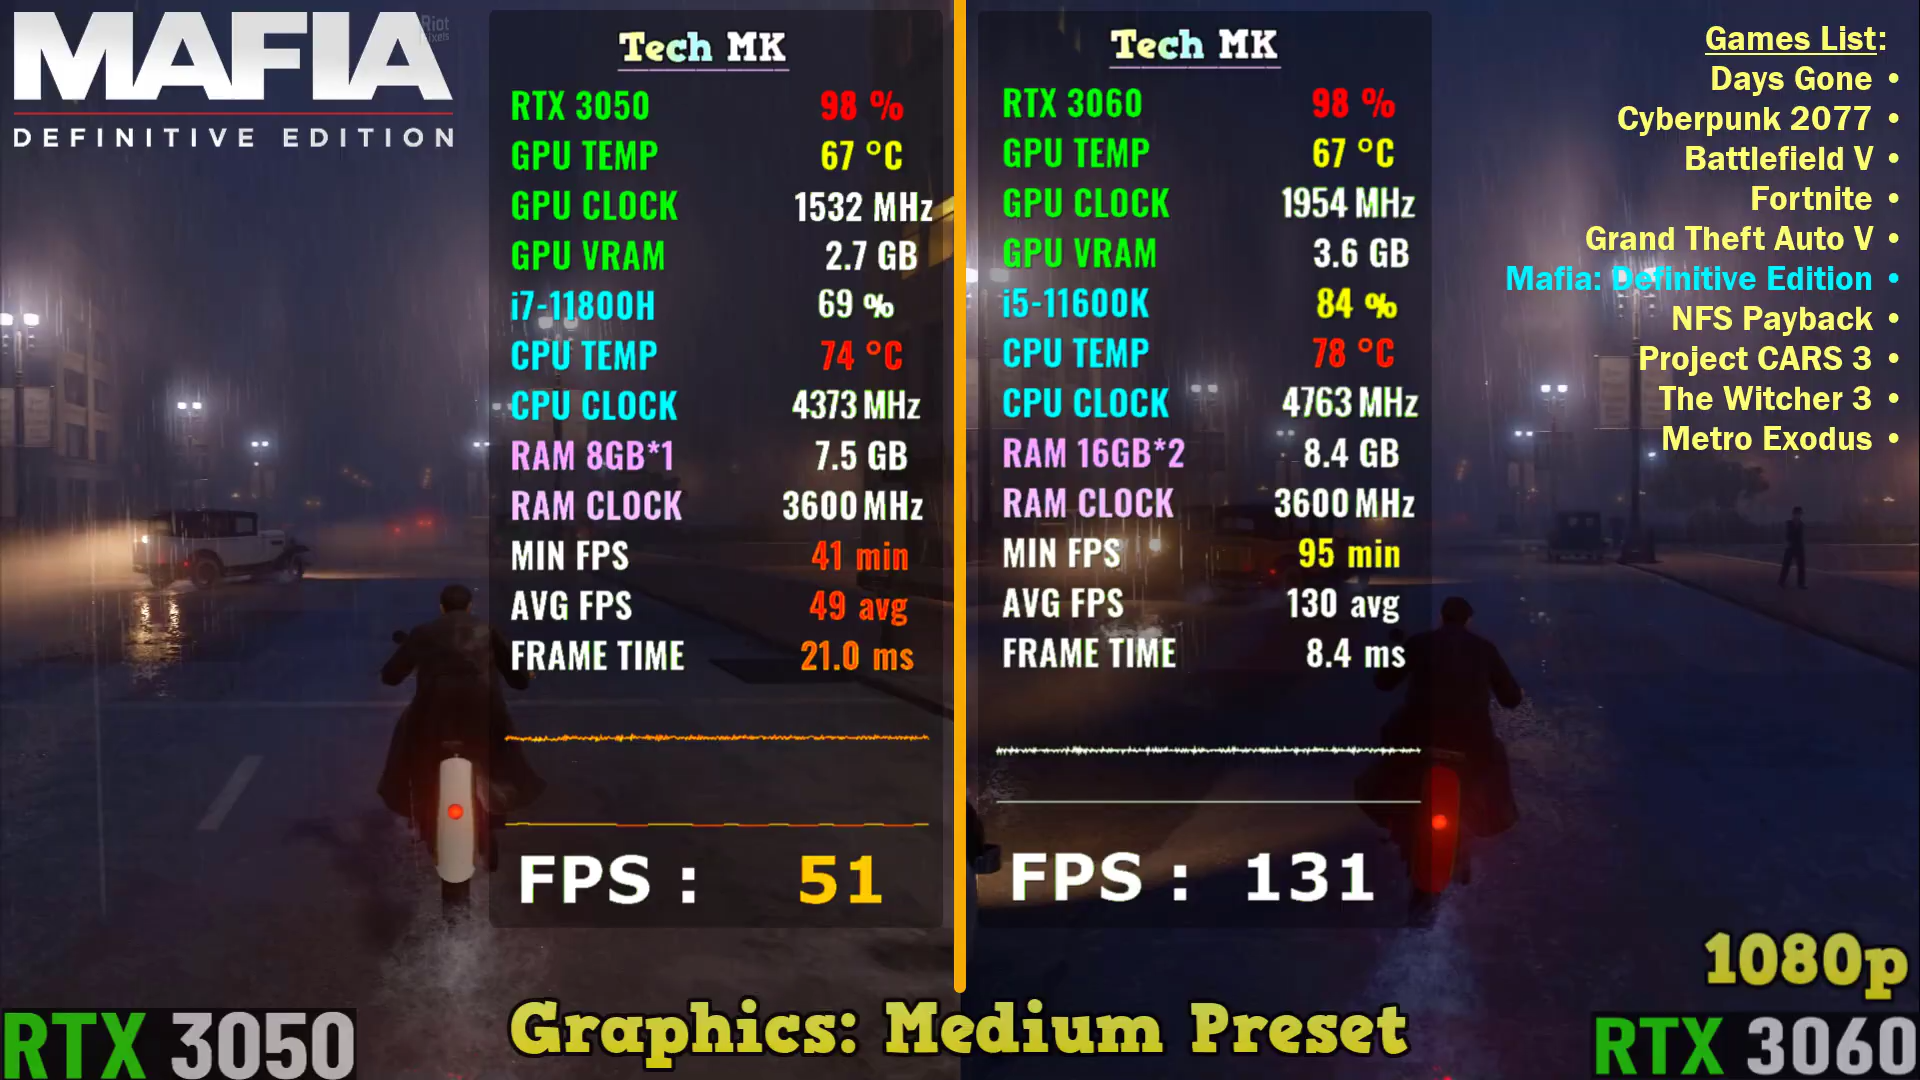 MAFIA
DEFINITIVE EDITION
Riot
Pixels
Tech MK
RTX 3050 98 %
GPU TEMP 67 °C
GPU CLOCK 1532 MHz
GPU VRAM 2.7 GB
i7-11800H 69 %
CPU TEMP 74 °C
CPU CLOCK 4373 MHz
RAM 8GB*1 7.5 GB
RAM CLOCK 3600 MHz
MIN FPS 41 min
AVG FPS 49 avg
FRAME TIME 21.0 ms
FPS : 51
Tech MK
RTX 3060 98 %
GPU TEMP 67 °C
GPU CLOCK 1954 MHz
GPU VRAM 3.6 GB
i5-11600K 84 %
CPU TEMP 78 °C
CPU CLOCK 4763 MHz
RAM 16GB*2 8.4 GB
RAM CLOCK 3600 MHz
MIN FPS 95 min
AVG FPS 130 avg
FRAME TIME 8.4 ms
FPS : 131
Games List:
Days Gone •
Cyberpunk 2077 •
Battlefield V •
Fortnite •
Grand Theft Auto V •
Mafia: Definitive Edition •
NFS Payback •
Project CARS 3 •
The Witcher 3 •
Metro Exodus •
1080p
RTX 3050
Graphics: Medium Preset
RTX 3060